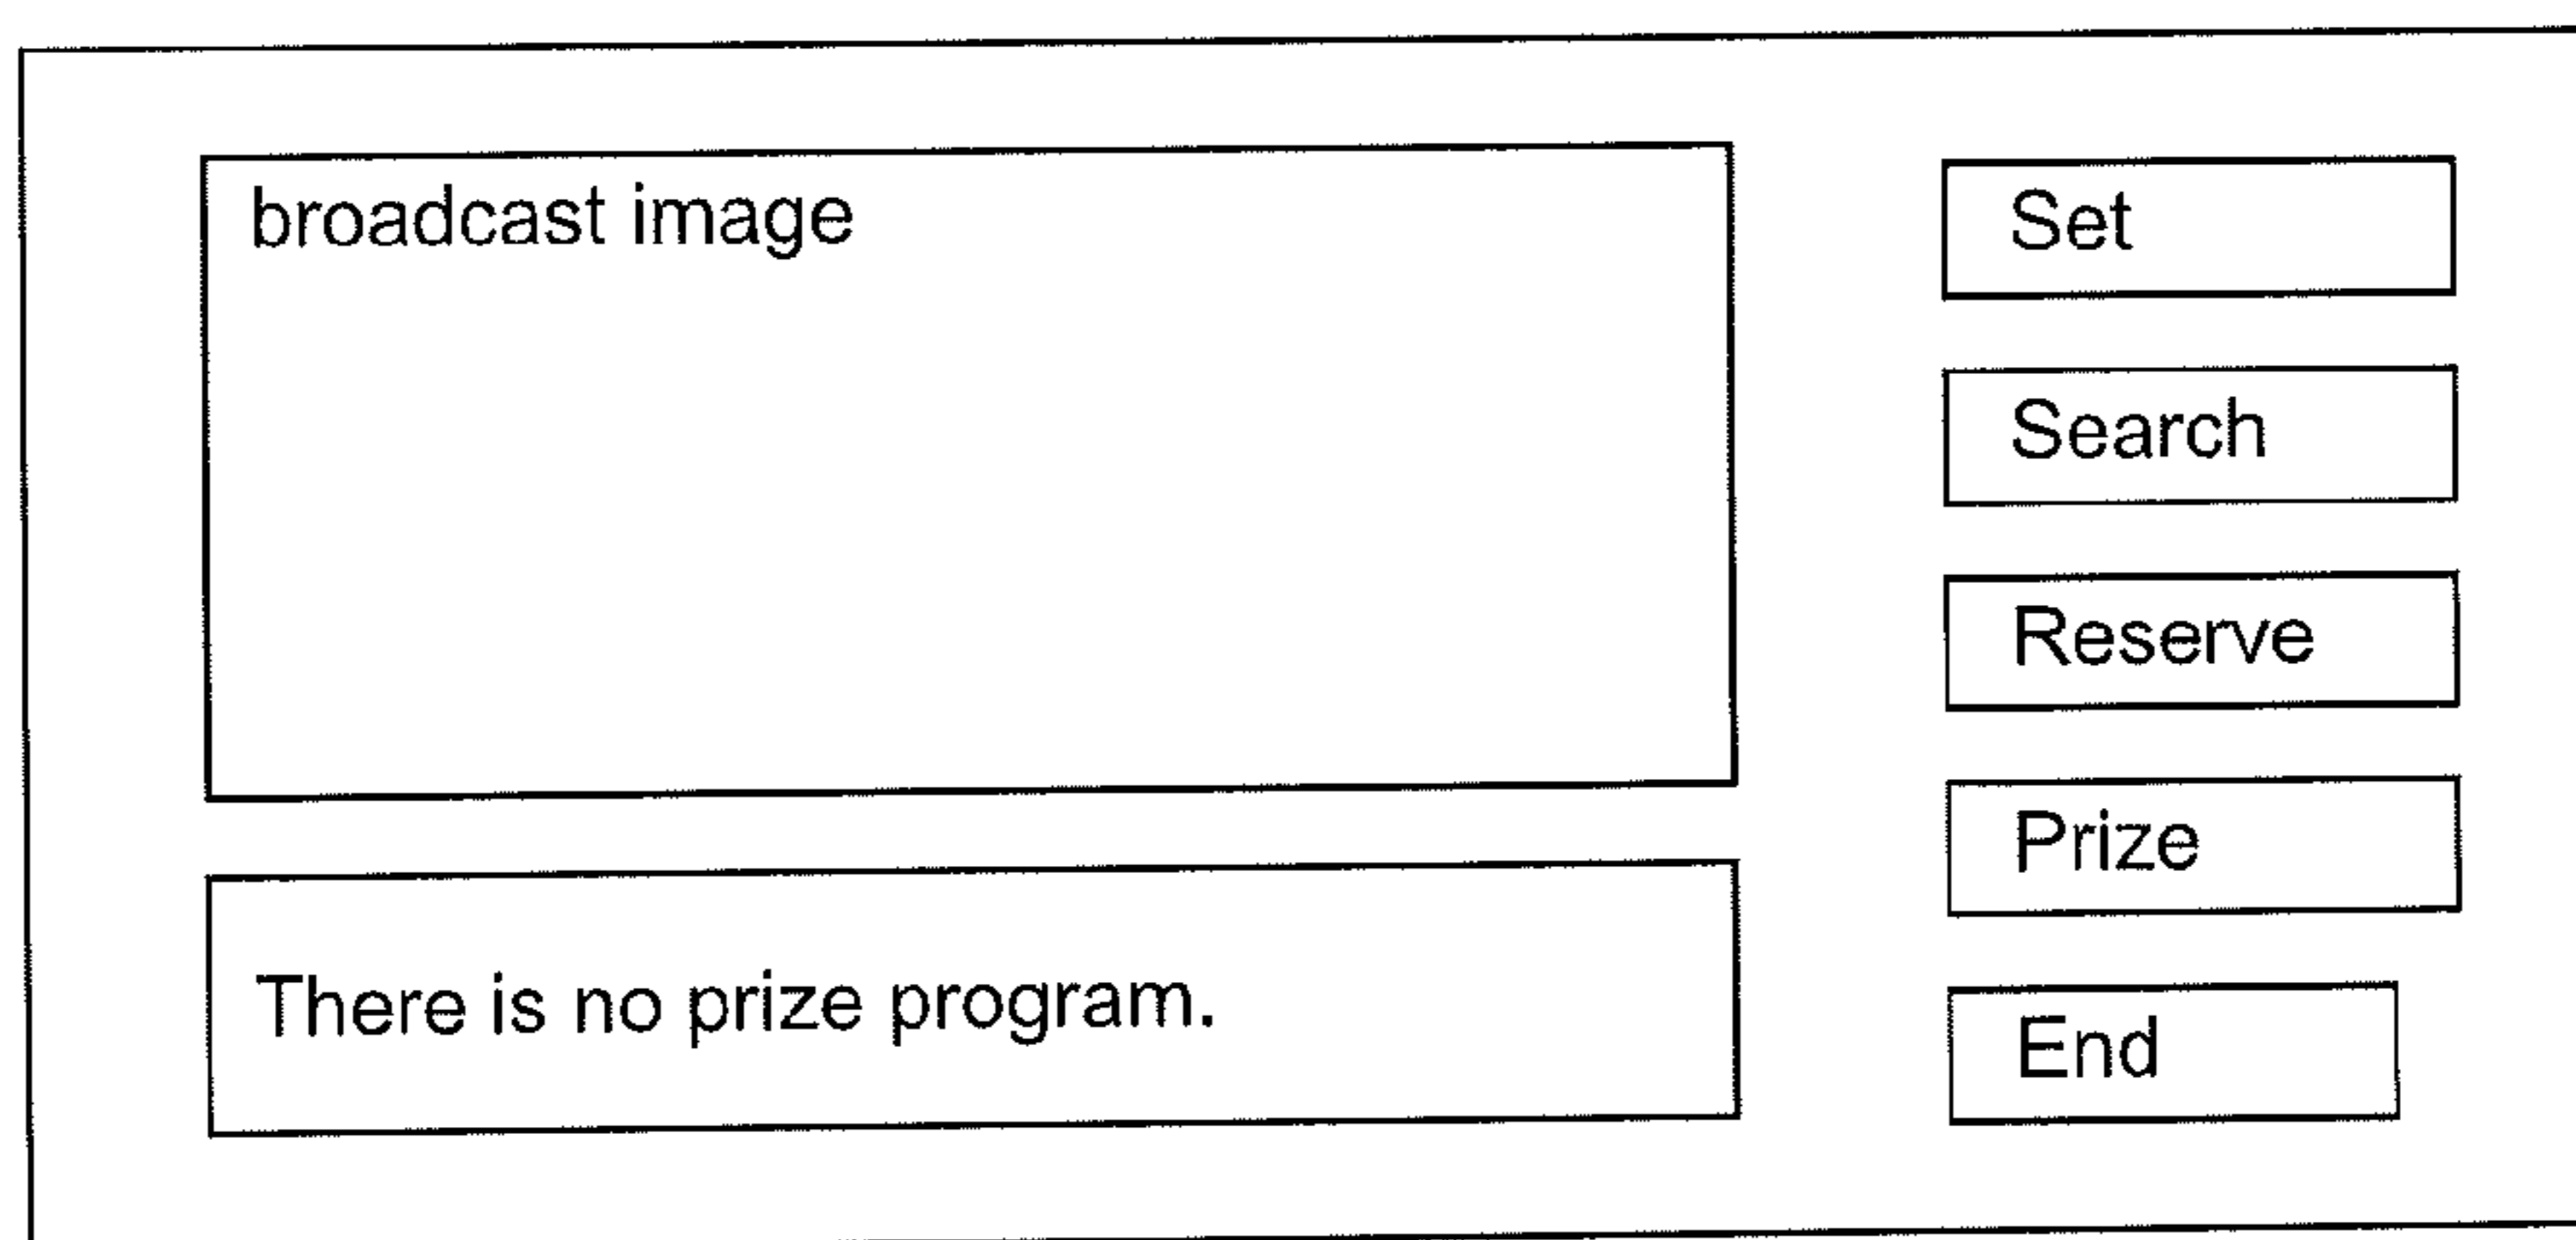 broadcast image
There is no prize program.
Set
Search
Reserve
Prize
End